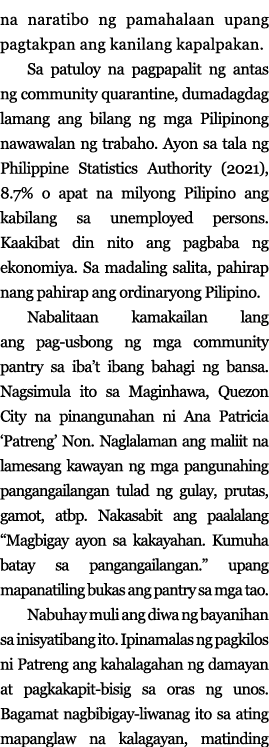 na naratibo ng pamahalaan upang
pagtakpan ang kanilang kapalpakan.
Sa patuloy na pagpapalit ng antas
ng community quarantine, dumadagdag
lamang ang bilang ng mga Pilipinong
nawawalan ng trabaho. Ayon sa tala ng
Philippine Statistics Authority (2021),
8.7% o apat na milyong Pilipino ang
kabilang sa unemployed persons.
Kaakibat din nito ang pagbaba ng
ekonomiya. Sa madaling salita, pahirap
nang pahirap ang ordinaryong Pilipino.
Nabalitaan kamakailan lang
ang pag-usbong ng mga community
pantry sa iba't ibang bahagi ng bansa.
Nagsimula ito sa Maginhawa, Quezon
City na pinangunahan ni Ana Patricia
‘Patreng’ Non. Naglalaman ang maliit na
lamesang kawayan ng mga pangunahing
pangangailangan tulad ng gulay, prutas,
gamot, atbp. Nakasabit ang paalalang
“Magbigay ayon sa kakayahan. Kumuha
batay sa pangangailangan.” upang
mapanatiling bukas ang pantry sa mga tao.
Nabuhay muli ang diwa ng bayanihan
sa inisyatibang ito. Ipinamalas ng pagkilos
ni Patreng ang kahalagahan ng damayan
at pagkakapit-bisig sa oras ng unos.
Bagamat nagbibigay-liwanag ito sa ating
mapanglaw na kalagayan, matinding